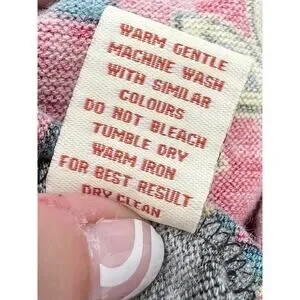 WARM GENTLE
MACHINE WASH
WITH SIMILAR
COLOURS
DO NOT BLEACH
TUMBLE DRY
WARM IRON
FOR BEST RESULT
DRY CLEAN